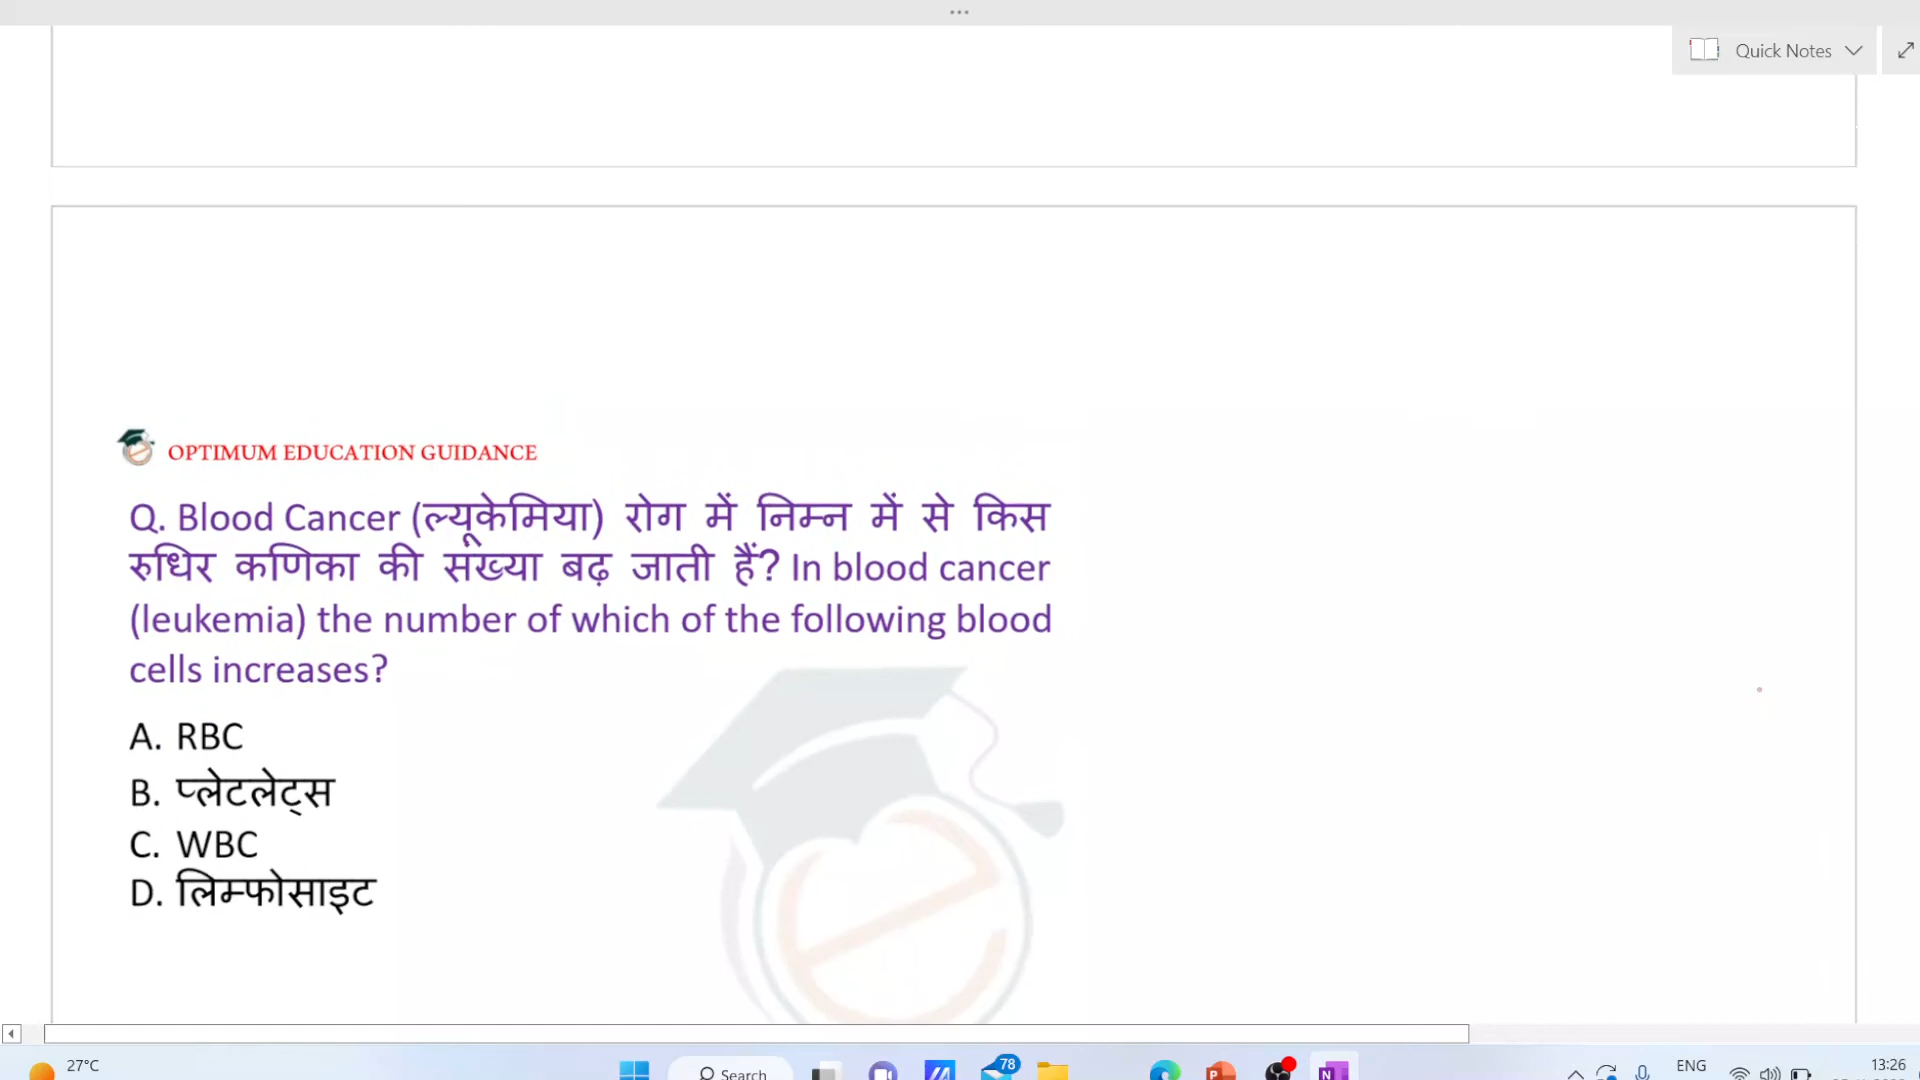 Quick Notes
OPTIMUM EDUCATION GUIDANCE
Q. Blood Cancer (ल्यूकेमिया) रोग में निम्न में से किस
रुधिर कणिका की संख्या बढ़ जाती हैं? In blood cancer
(leukemia) the number of which of the following blood
cells increases?
A. RBC
B. प्लेटलेट्स
C. WBC
D. लिम्फोसाइट
27°C
Search
78
ENG
13:26